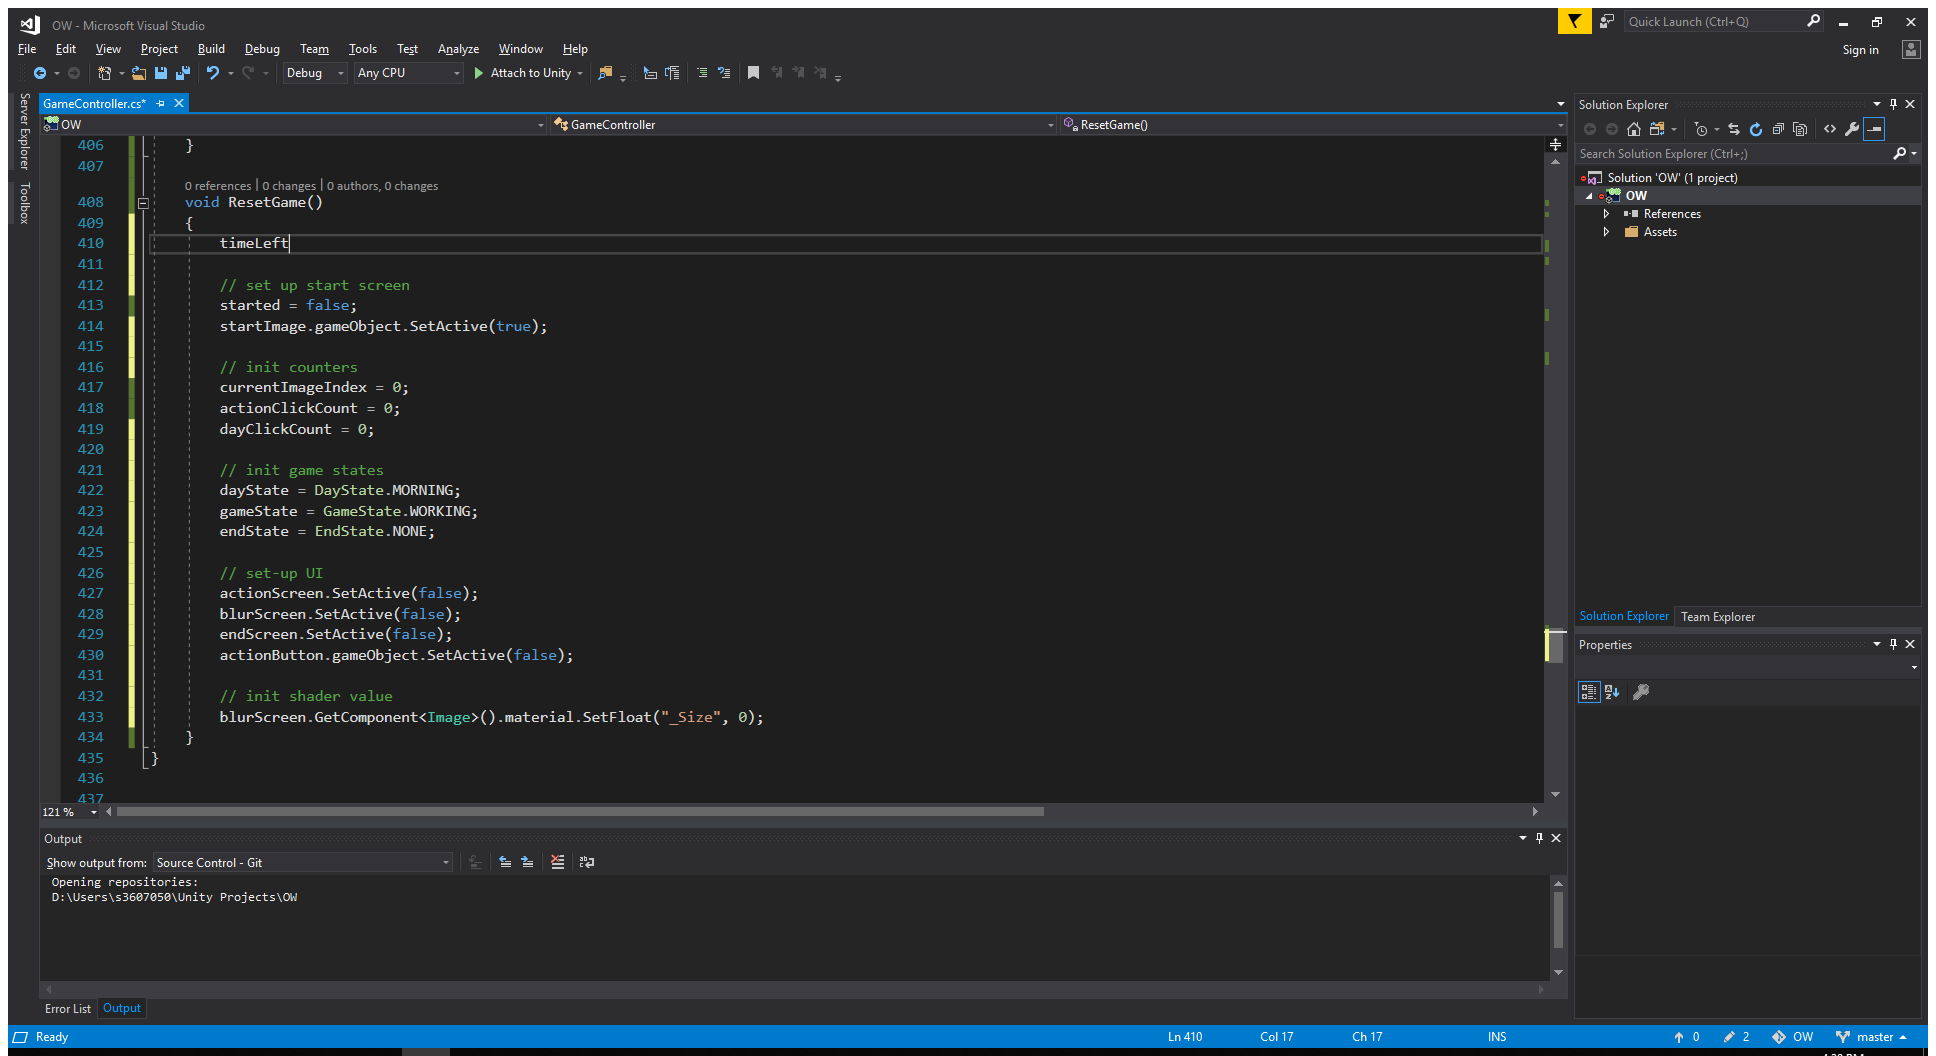 OW - Microsoft Visual Studio
Quick Launch (Ctrl+Q)
File Edit View Project Build Debug Team Tools Test Analyze Window Help
Sign in
Debug Any CPU Attach to Unity
Server Explorer
Toolbox
GameController.cs*
OW GameController ResetGame()
406 }
407
0 references | 0 changes | 0 authors, 0 changes
408 void ResetGame()
409 {
410 timeLeft
411
412 // set up start screen
413 started = false;
414 startImage.gameObject.SetActive(true);
415
416 // init counters
417 currentImageIndex = 0;
418 actionClickCount = 0;
419 dayClickCount = 0;
420
421 // init game states
422 dayState = DayState.MORNING;
423 gameState = GameState.WORKING;
424 endState = EndState.NONE;
425
426 // set-up UI
427 actionScreen.SetActive(false);
428 blurScreen.SetActive(false);
429 endScreen.SetActive(false);
430 actionButton.gameObject.SetActive(false);
431
432 // init shader value
433 blurScreen.GetComponent<Image>().material.SetFloat("_Size", 0);
434 }
435 }
436
437
121 %
Output
Show output from: Source Control - Git
Opening repositories:
D:\Users\s3607050\Unity Projects\OW
Error List Output
Solution Explorer
Search Solution Explorer (Ctrl+;)
Solution 'OW' (1 project)
OW
References
Assets
Solution Explorer Team Explorer
Properties
Ready Ln 410 Col 17 Ch 17 INS 0 2 OW master